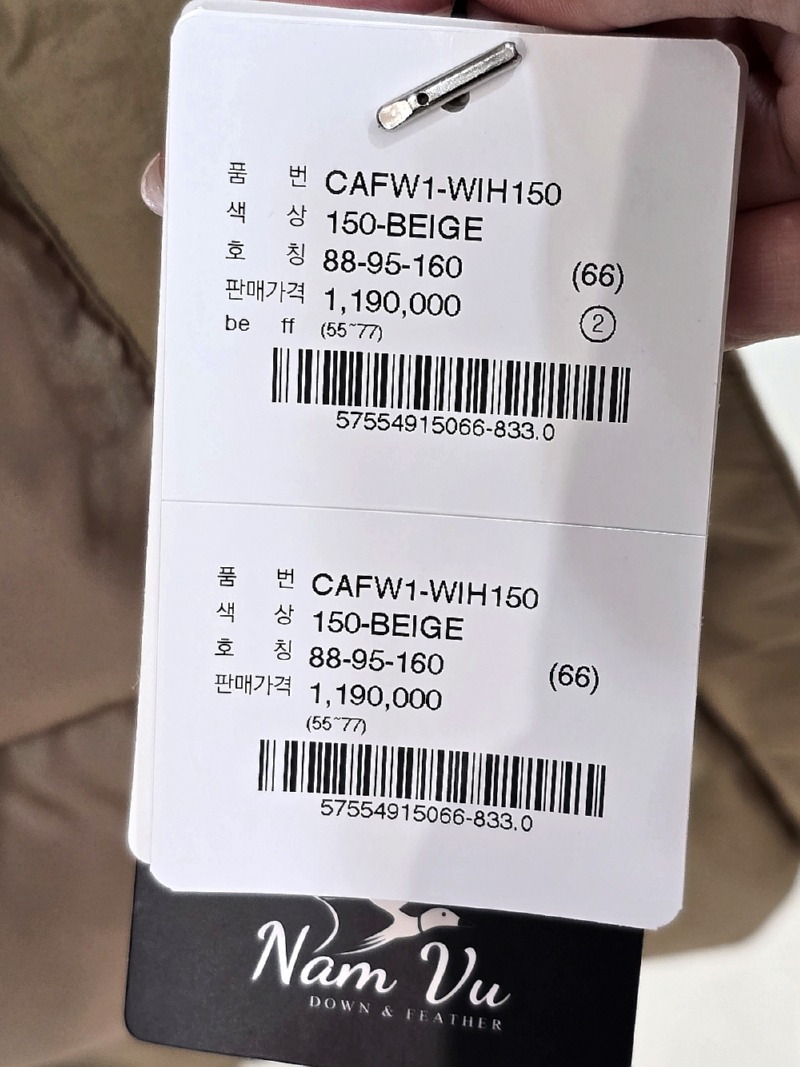 품 번 CAFW1-WIH150
색 상 150-BEIGE
호 칭 88-95-160 (66)
판매가격 1,190,000 ②
be ff (55~77)
57554915066-833.0
품 번 CAFW1-WIH150
색 상 150-BEIGE
호 칭 88-95-160 (66)
판매가격 1,190,000
(55~77)
57554915066-833.0
Nam Vu
DOWN & FEATHER